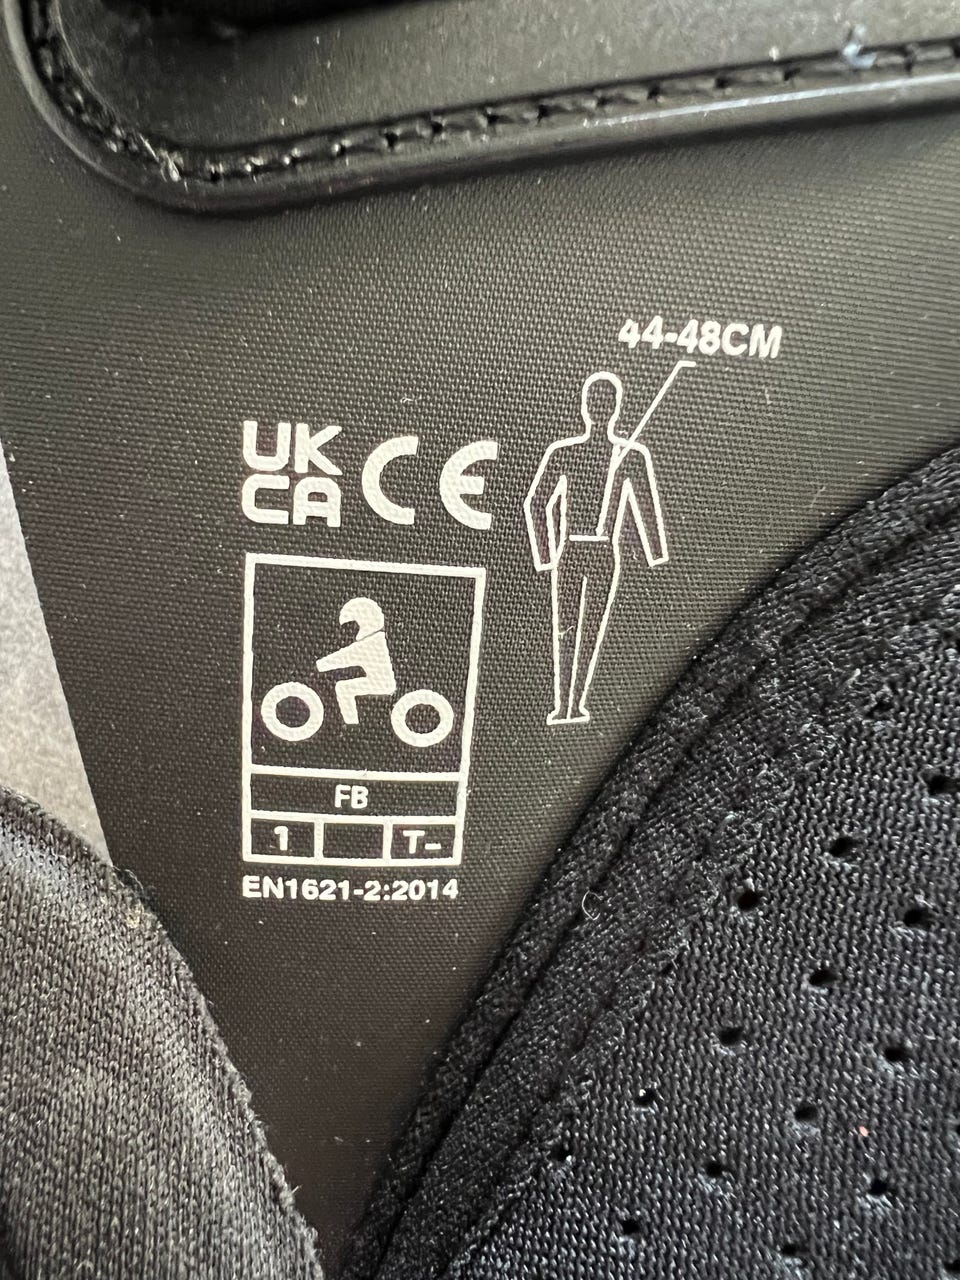 44-48CM
UK
CA CE
FB
1 T-
EN1621-2:2014